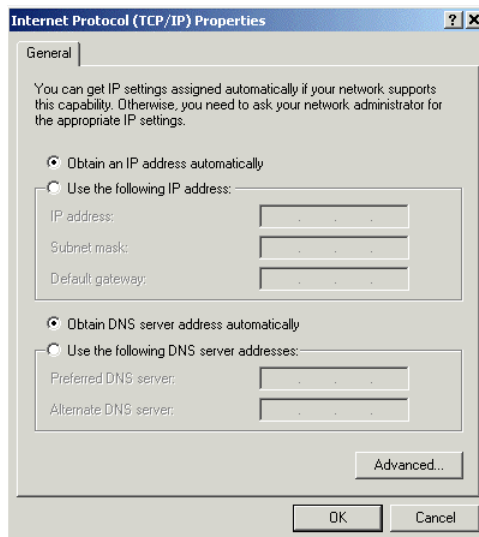 Internet Protocol (TCP/IP) Properties
General
You can get IP settings assigned automatically if your network supports
this capability. Otherwise, you need to ask your network administrator for
the appropriate IP settings.
Obtain an IP address automatically
Use the following IP address:
IP address:
Subnet mask:
Default gateway:
Obtain DNS server address automatically
Use the following DNS server addresses:
Preferred DNS server:
Alternate DNS server:
Advanced...
OK Cancel